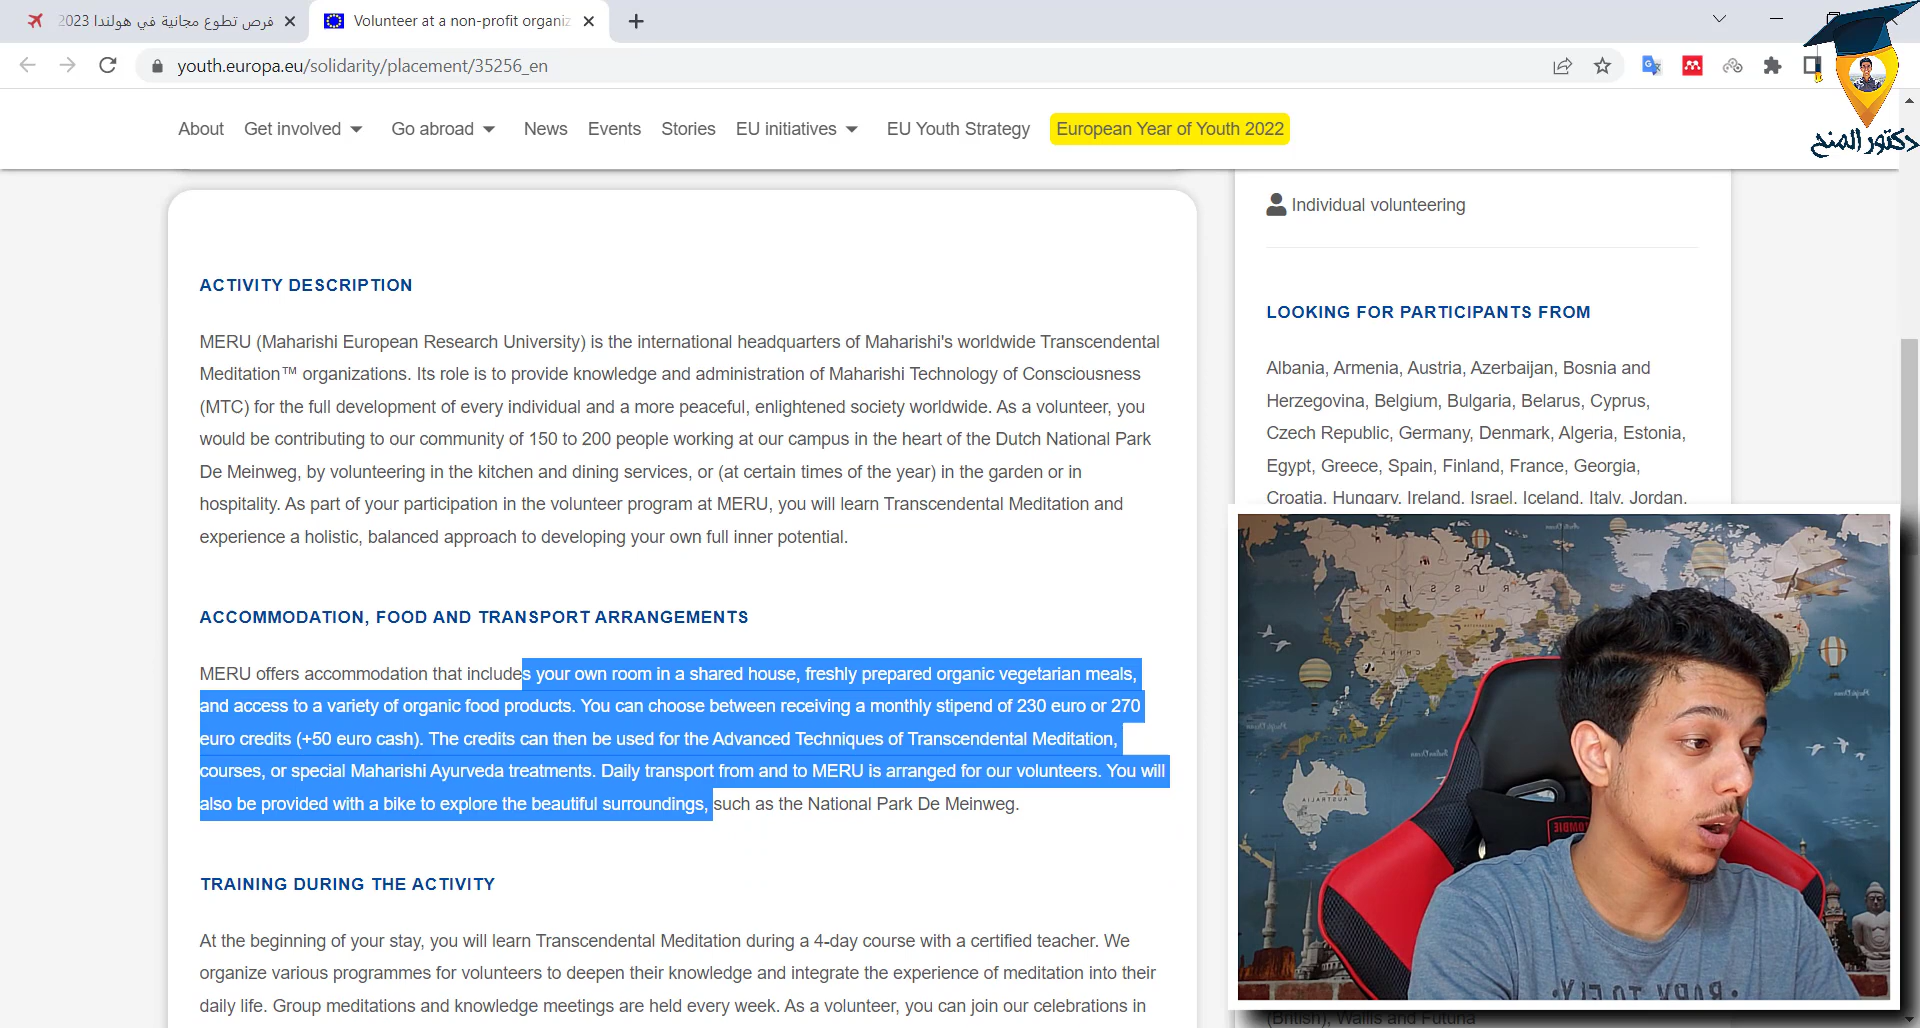 فرص تطوع مجانية في هولندا 2023
Volunteer at a non-profit organiz
youth.europa.eu/solidarity/placement/35256_en
دكتور المنح
About Get involved Go abroad News Events Stories EU initiatives EU Youth Strategy European Year of Youth 2022
ACTIVITY DESCRIPTION
MERU (Maharishi European Research University) is the international headquarters of Maharishi's worldwide Transcendental
Meditation™ organizations. Its role is to provide knowledge and administration of Maharishi Technology of Consciousness
(MTC) for the full development of every individual and a more peaceful, enlightened society worldwide. As a volunteer, you
would be contributing to our community of 150 to 200 people working at our campus in the heart of the Dutch National Park
De Meinweg, by volunteering in the kitchen and dining services, or (at certain times of the year) in the garden or in
hospitality. As part of your participation in the volunteer program at MERU, you will learn Transcendental Meditation and
experience a holistic, balanced approach to developing your own full inner potential.
ACCOMMODATION, FOOD AND TRANSPORT ARRANGEMENTS
MERU offers accommodation that includes your own room in a shared house, freshly prepared organic vegetarian meals,
and access to a variety of organic food products. You can choose between receiving a monthly stipend of 230 euro or 270
euro credits (+50 euro cash). The credits can then be used for the Advanced Techniques of Transcendental Meditation,
courses, or special Maharishi Ayurveda treatments. Daily transport from and to MERU is arranged for our volunteers. You will
also be provided with a bike to explore the beautiful surroundings, such as the National Park De Meinweg.
TRAINING DURING THE ACTIVITY
At the beginning of your stay, you will learn Transcendental Meditation during a 4-day course with a certified teacher. We
organize various programmes for volunteers to deepen their knowledge and integrate the experience of meditation into their
daily life. Group meditations and knowledge meetings are held every week. As a volunteer, you can join our celebrations in
Individual volunteering
LOOKING FOR PARTICIPANTS FROM
Albania, Armenia, Austria, Azerbaijan, Bosnia and
Herzegovina, Belgium, Bulgaria, Belarus, Cyprus,
Czech Republic, Germany, Denmark, Algeria, Estonia,
Egypt, Greece, Spain, Finland, France, Georgia,
Croatia, Hungary, Ireland, Israel, Iceland, Italy, Jordan,
RUSSIA
CHINA
AUSTRALIA
(British), Wallis and Futuna